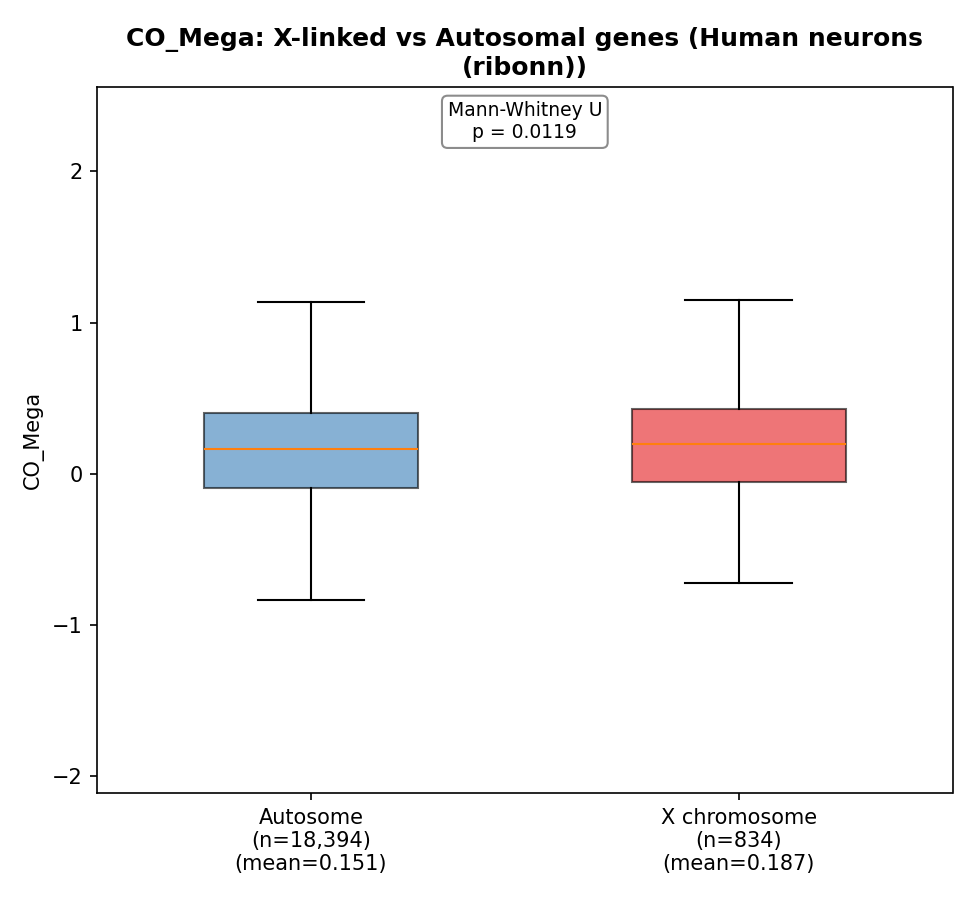 CO_Mega: X-linked vs Autosomal genes (Human neurons
(ribonn))
Mann-Whitney U
p = 0.0119
2
1
0
−1
−2
CO_Mega
Autosome
(n=18,394)
(mean=0.151)
X chromosome
(n=834)
(mean=0.187)